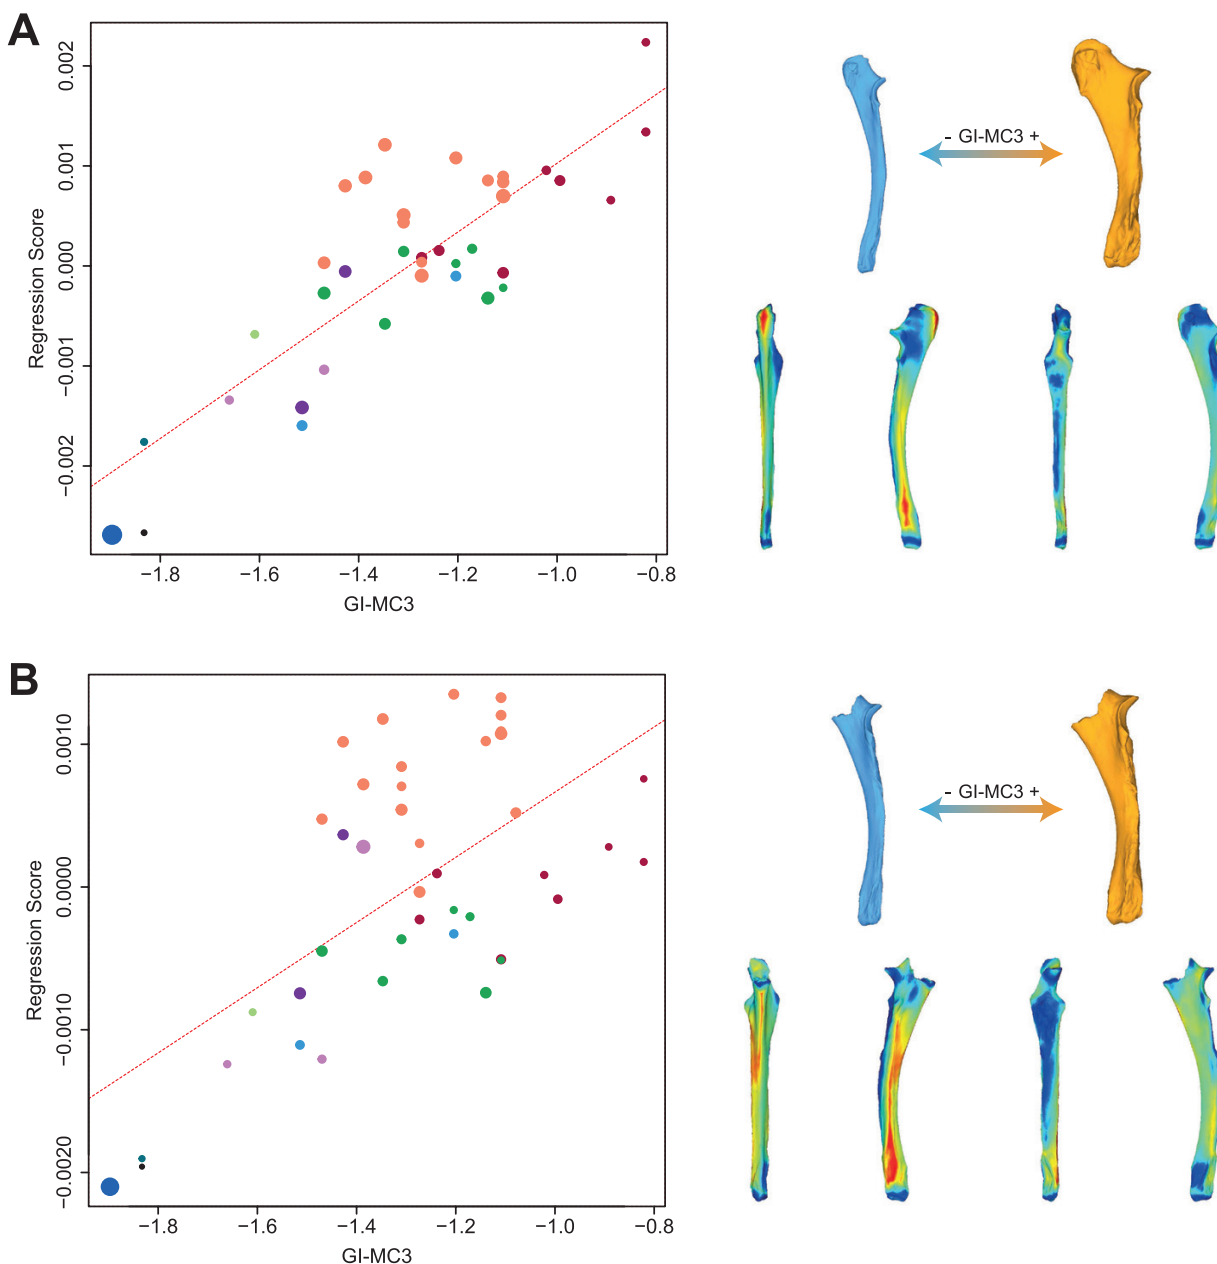 A
0.002
0.001
0.000
−0.001
−0.002
Regression Score
−1.8 −1.6 −1.4 −1.2 −1.0 −0.8
GI-MC3
- GI-MC3 +
B
0.0010
0.0000
−0.0010
−0.0020
Regression Score
−1.8 −1.6 −1.4 −1.2 −1.0 −0.8
GI-MC3
- GI-MC3 +